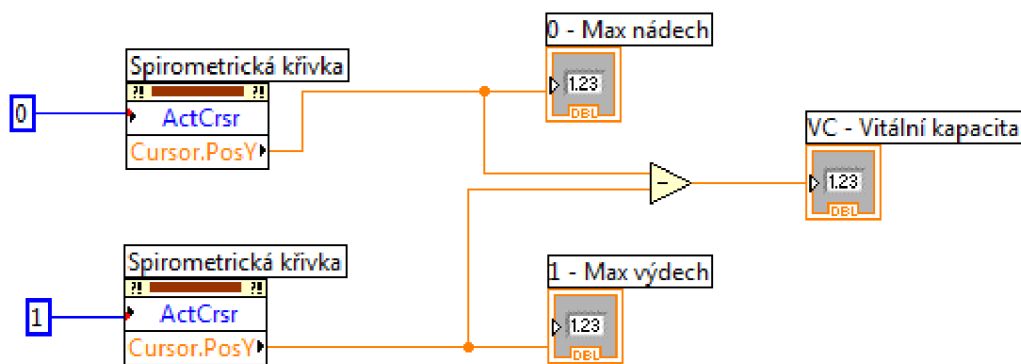 0 - Max nádech
Spirometrická křivka
?! ?!
0
ActCrsr
1.23
DBL
Cursor.PosY
VC - Vitální kapacita
-
1.23
DBL
Spirometrická křivka
1 - Max výdech
?! ?!
1
ActCrsr
1.23
Cursor.PosY
DBL